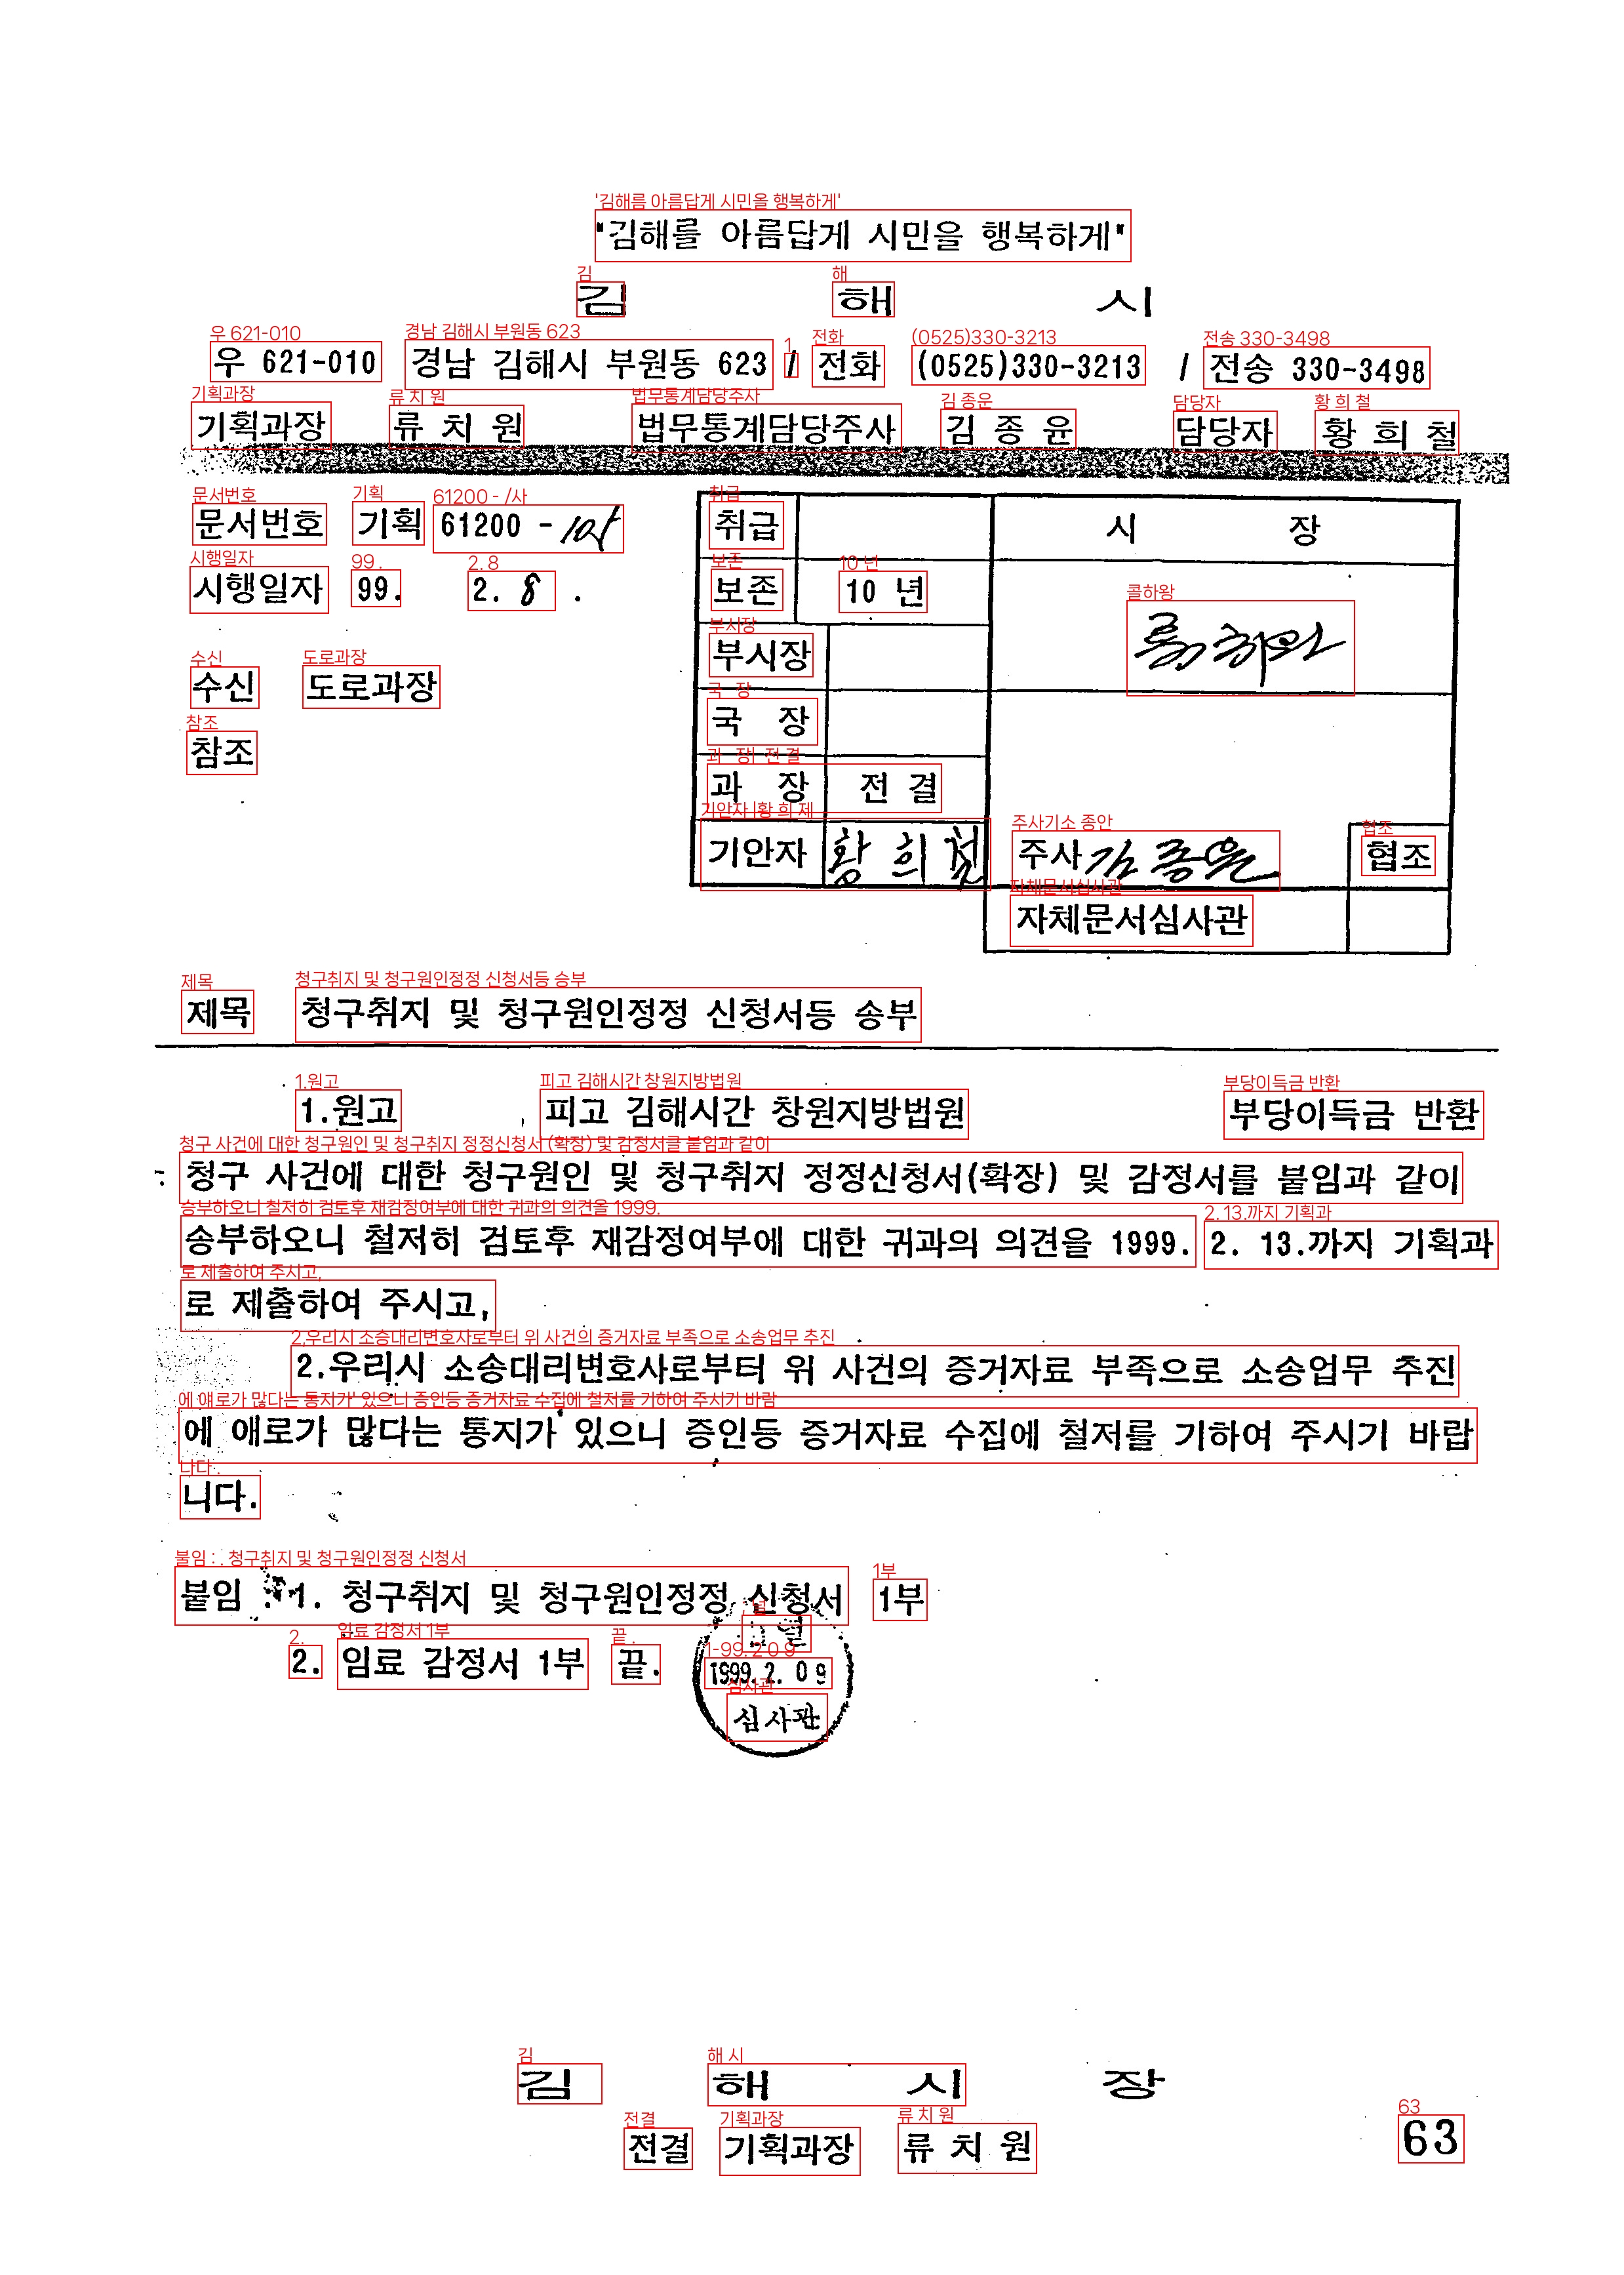 "김해를 아름답게 시민을 행복하게"
김 해 시
우 621-010 경남 김해시 부원동 623 / 전화 (0525)330-3213 / 전송 330-3498
기획과장 류 치 원 법무통계담당주사 김 종 윤 담당자 황 희 철
문서번호 기획 61200 -
시행일자 99. 2. 8 .
수신 도로과장
참조
취급 시 장
보존 10 년
부시장
국 장
과 장 전 결
기안자 황 희 철 주사 김 종 윤 협조
자체문서심사관
제목 청구취지 및 청구원인정정 신청서등 송부
1.원고 , 피고 김해시간 창원지방법원 부당이득금 반환
청구 사건에 대한 청구원인 및 청구취지 정정신청서(확장) 및 감정서를 붙임과 같이
송부하오니 철저히 검토후 재감정여부에 대한 귀과의 의견을 1999. 2. 13.까지 기획과
로 제출하여 주시고,
2.우리시 소송대리변호사로부터 위 사건의 증거자료 부족으로 소송업무 추진
에 애로가 많다는 통지가 있으니 증인등 증거자료 수집에 철저를 기하여 주시기 바랍
니다.
붙임 : 1. 청구취지 및 청구원인정정 신청서 1부
2. 임료 감정서 1부 끝.
1999. 2. 09
심사관
김 해 시 장
전결 기획과장 류 치 원
63